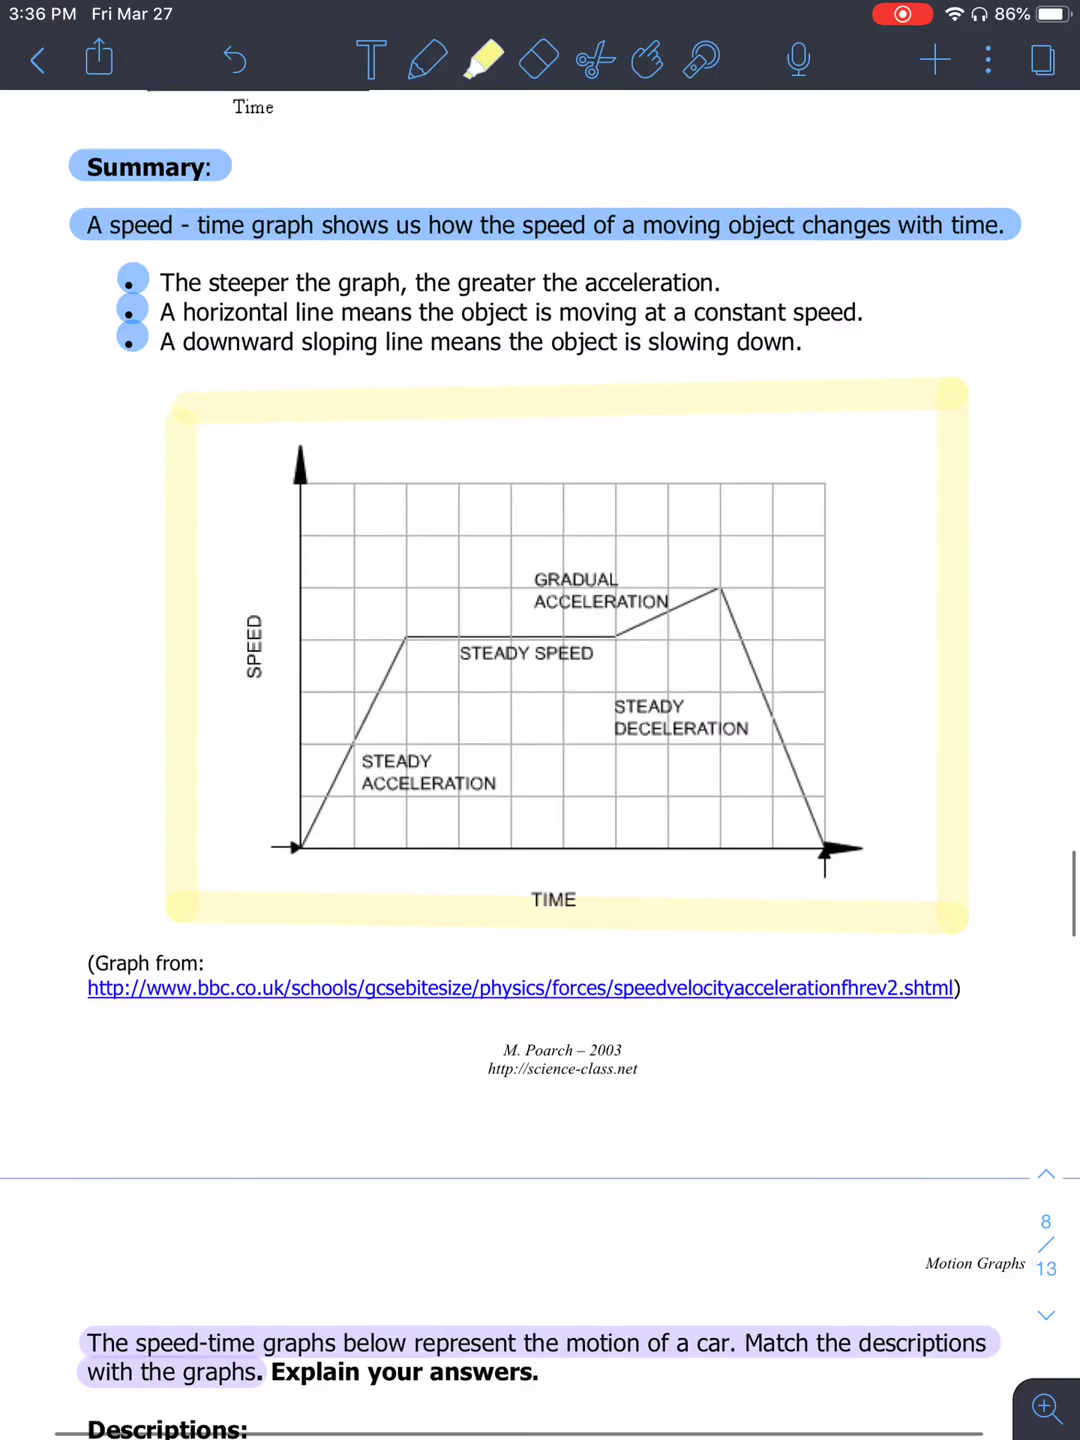 3:36 PM Fri Mar 27
86%
Time
Summary:
A speed - time graph shows us how the speed of a moving object changes with time.
• The steeper the graph, the greater the acceleration.
• A horizontal line means the object is moving at a constant speed.
• A downward sloping line means the object is slowing down.
GRADUAL
ACCELERATION
SPEED
STEADY SPEED
STEADY
DECELERATION
STEADY
ACCELERATION
TIME
(Graph from:
http://www.bbc.co.uk/schools/gcsebitesize/physics/forces/speedvelocityaccelerationfhrev2.shtml)
M. Poarch – 2003
http://science-class.net
8
/
13
Motion Graphs
The speed-time graphs below represent the motion of a car. Match the descriptions
with the graphs. Explain your answers.
Descriptions: